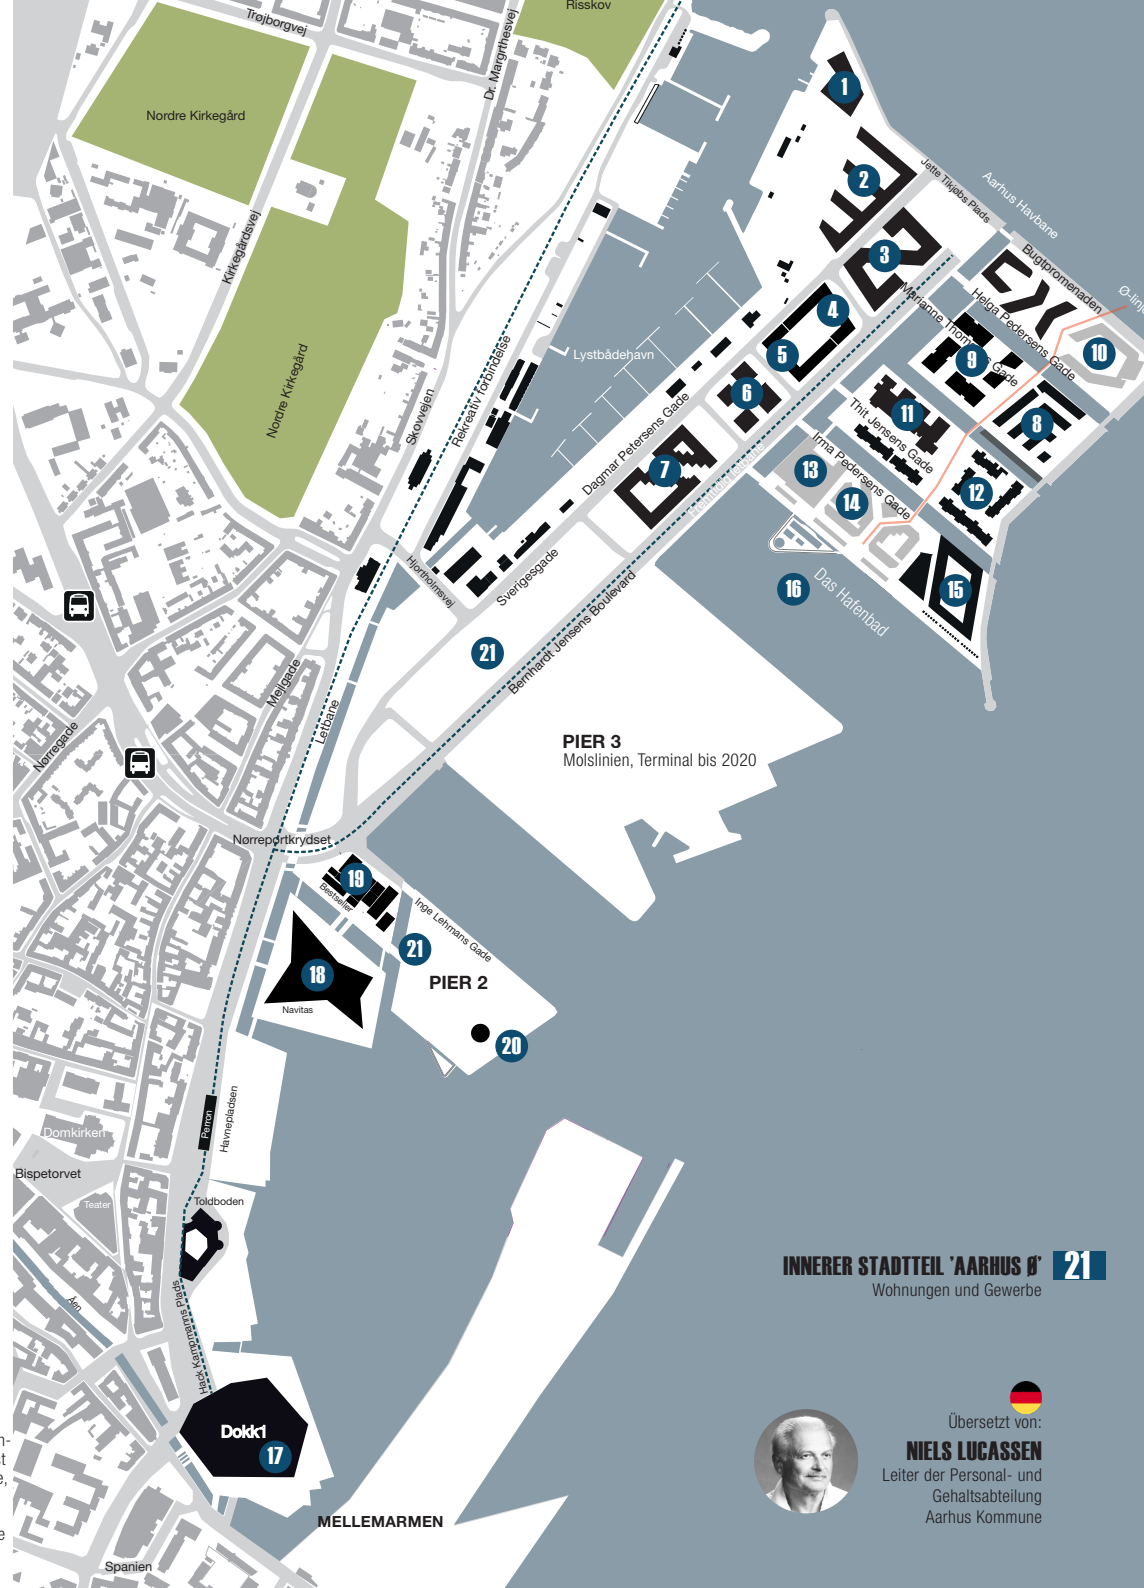 Risskov
Trøjborgvej
Dr. Margrthesvej
Nordre Kirkegård
1
2
Jette Tikjøbs Plads
Aarhus Havbane
Kirkegårdsvej
3
Bugtpromenaden
Marianne Thomsens Gade
Helga Pedersens Gade
4
Rekreativ forbindelse
Lystbådehavn
5
9
10
Nordre Kirkegård
Skovvejen
6
Dagmar Petersens Gade
11
8
Thit Jensens Gade
7
13
Irma Pedersens Gade
14
12
Hjortholmsvej
Sverigesgade
16
Das Hafenbad
15
21
Bernhardt Jensens Boulevard
Mejlgade
Letbane
Nørregade
PIER 3
Molslinien, Terminal bis 2020
Nørreportkrydset
19
Bestseller
Inge Lehmans Gade
21
18
PIER 2
Navitas
20
Perron
Havnepladsen
Domkirken
Bispetorvet
Teater
Toldboden
Åen
Hack Kampmanns Plads
INNERER STADTTEIL 'AARHUS Ø' 21
Wohnungen und Gewerbe
Dokk1
17
Übersetzt von:
NIELS LUCASSEN
Leiter der Personal- und
Gehaltsabteilung
Aarhus Kommune
MELLEMARMEN
Spanien